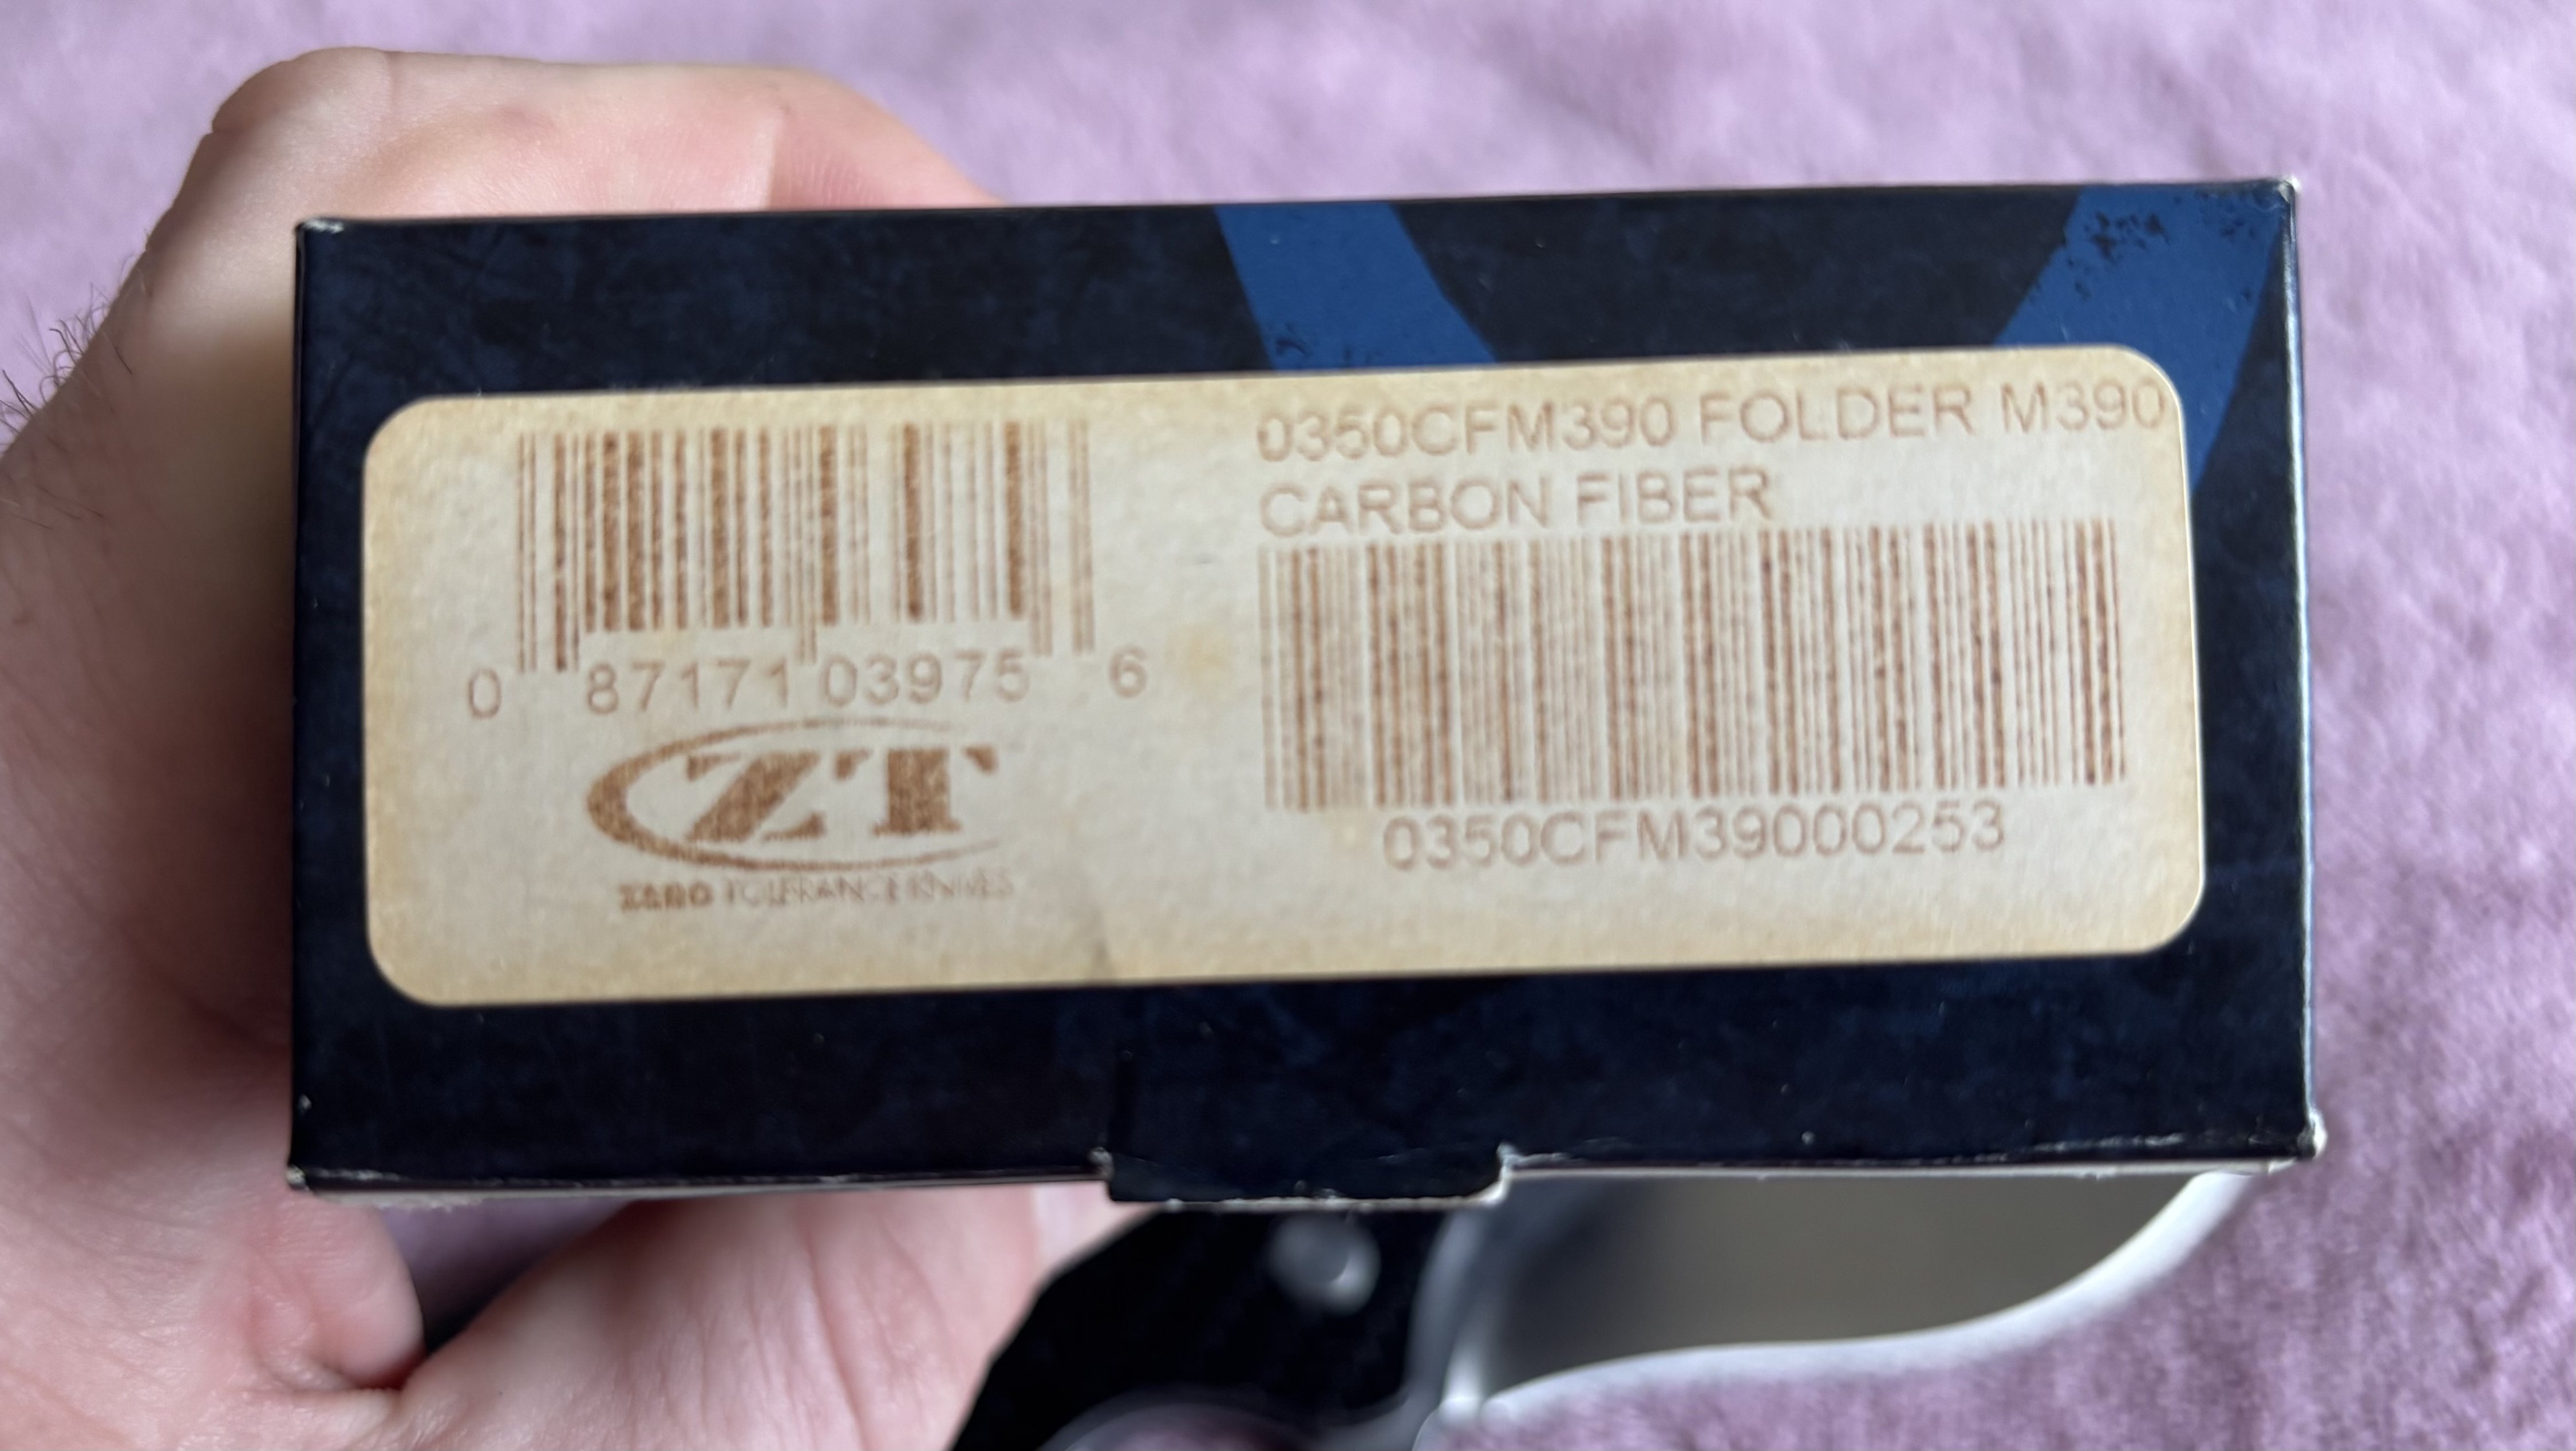 0350CFM390 FOLDER M390
CARBON FIBER
0 87171 03975 6
ZT
ZERO TOLERANCE KNIVES
0350CFM39000253